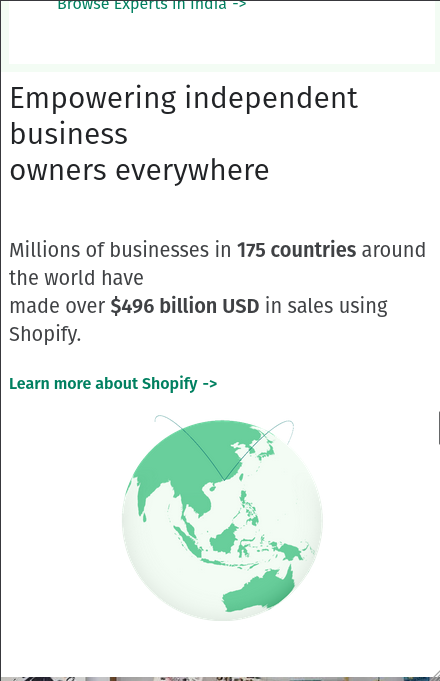 Browse Experts in India ->
Empowering independent
business
owners everywhere
Millions of businesses in 175 countries around
the world have
made over $496 billion USD in sales using
Shopify.
Learn more about Shopify ->